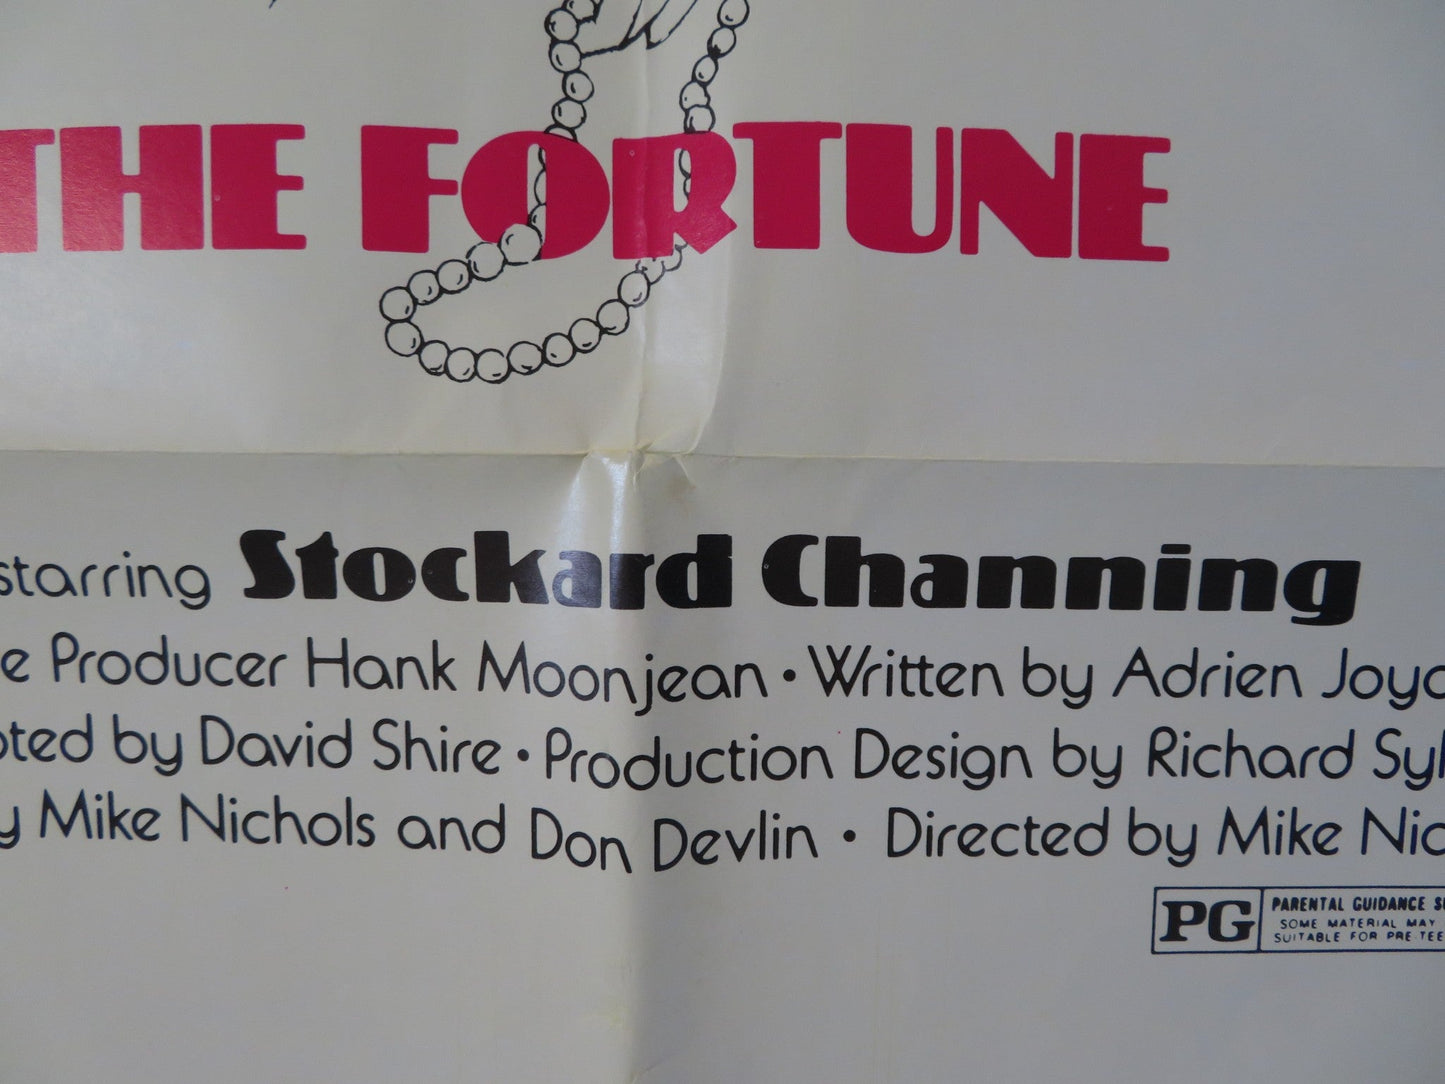 THE FORTUNE
starring Stockard Channing
e Producer Hank Moonjean · Written by Adrien Joyc
ted by David Shire · Production Design by Richard Syl
y Mike Nichols and Don Devlin · Directed by Mike Nic
PG PARENTAL GUIDANCE S
SOME MATERIAL MAY
SUITABLE FOR PRE-TEE